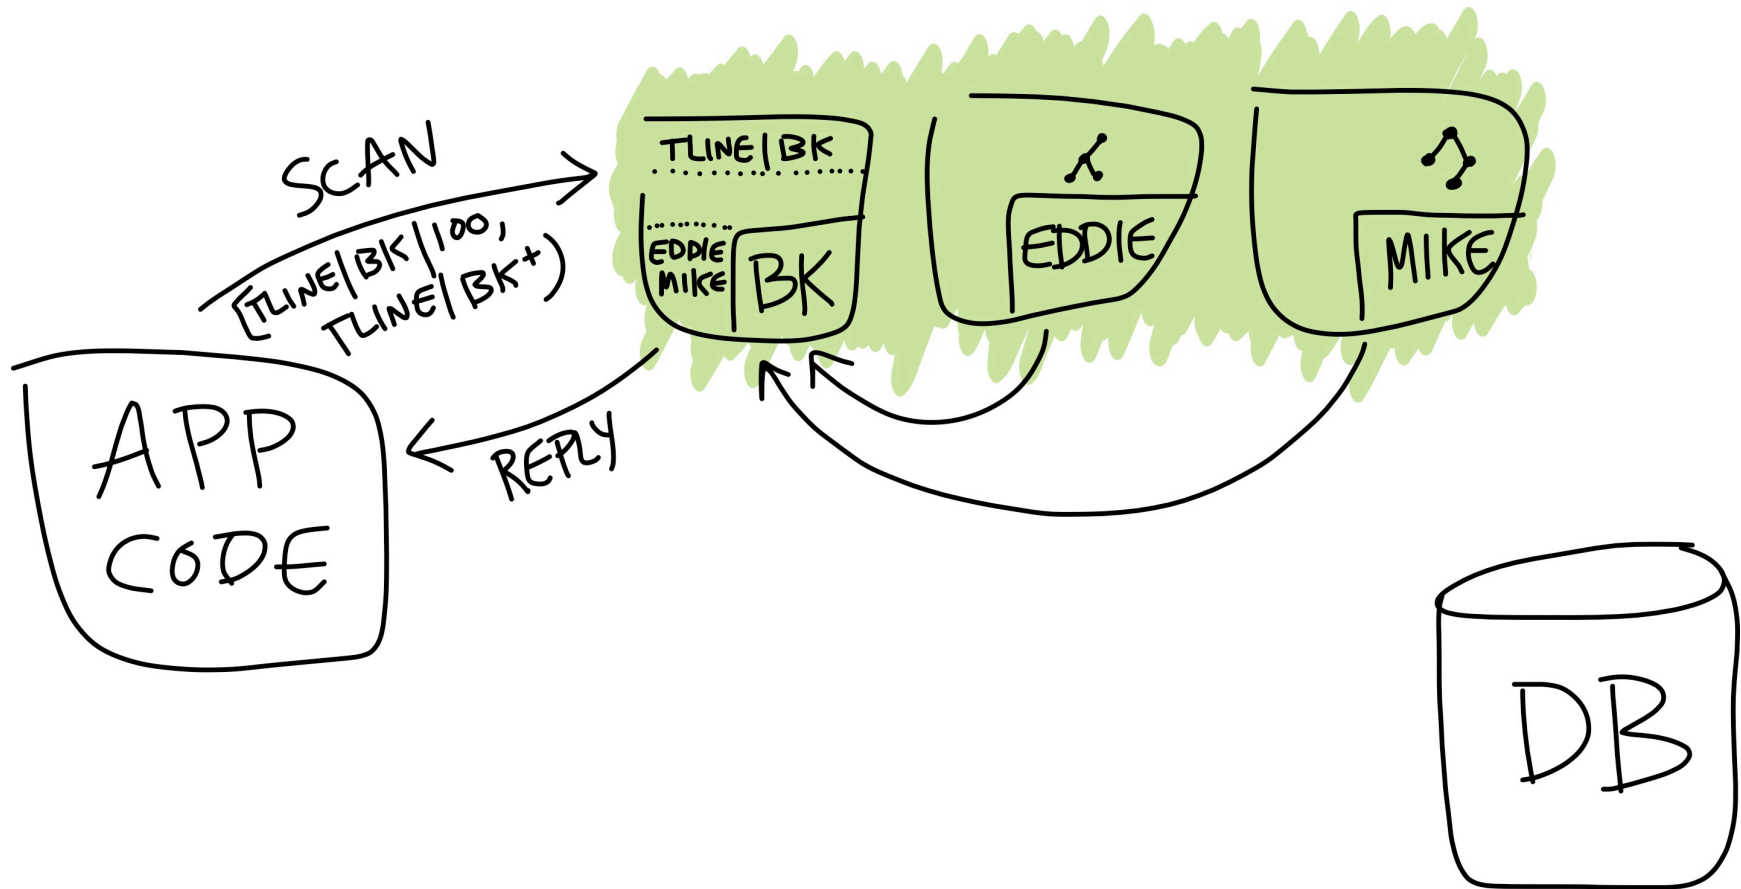 SCAN
[TLINE|BK|100,
TLINE|BK+)
TLINE|BK
EDDIE
MIKE
BK
EDDIE
MIKE
REPLY
APP
CODE
DB